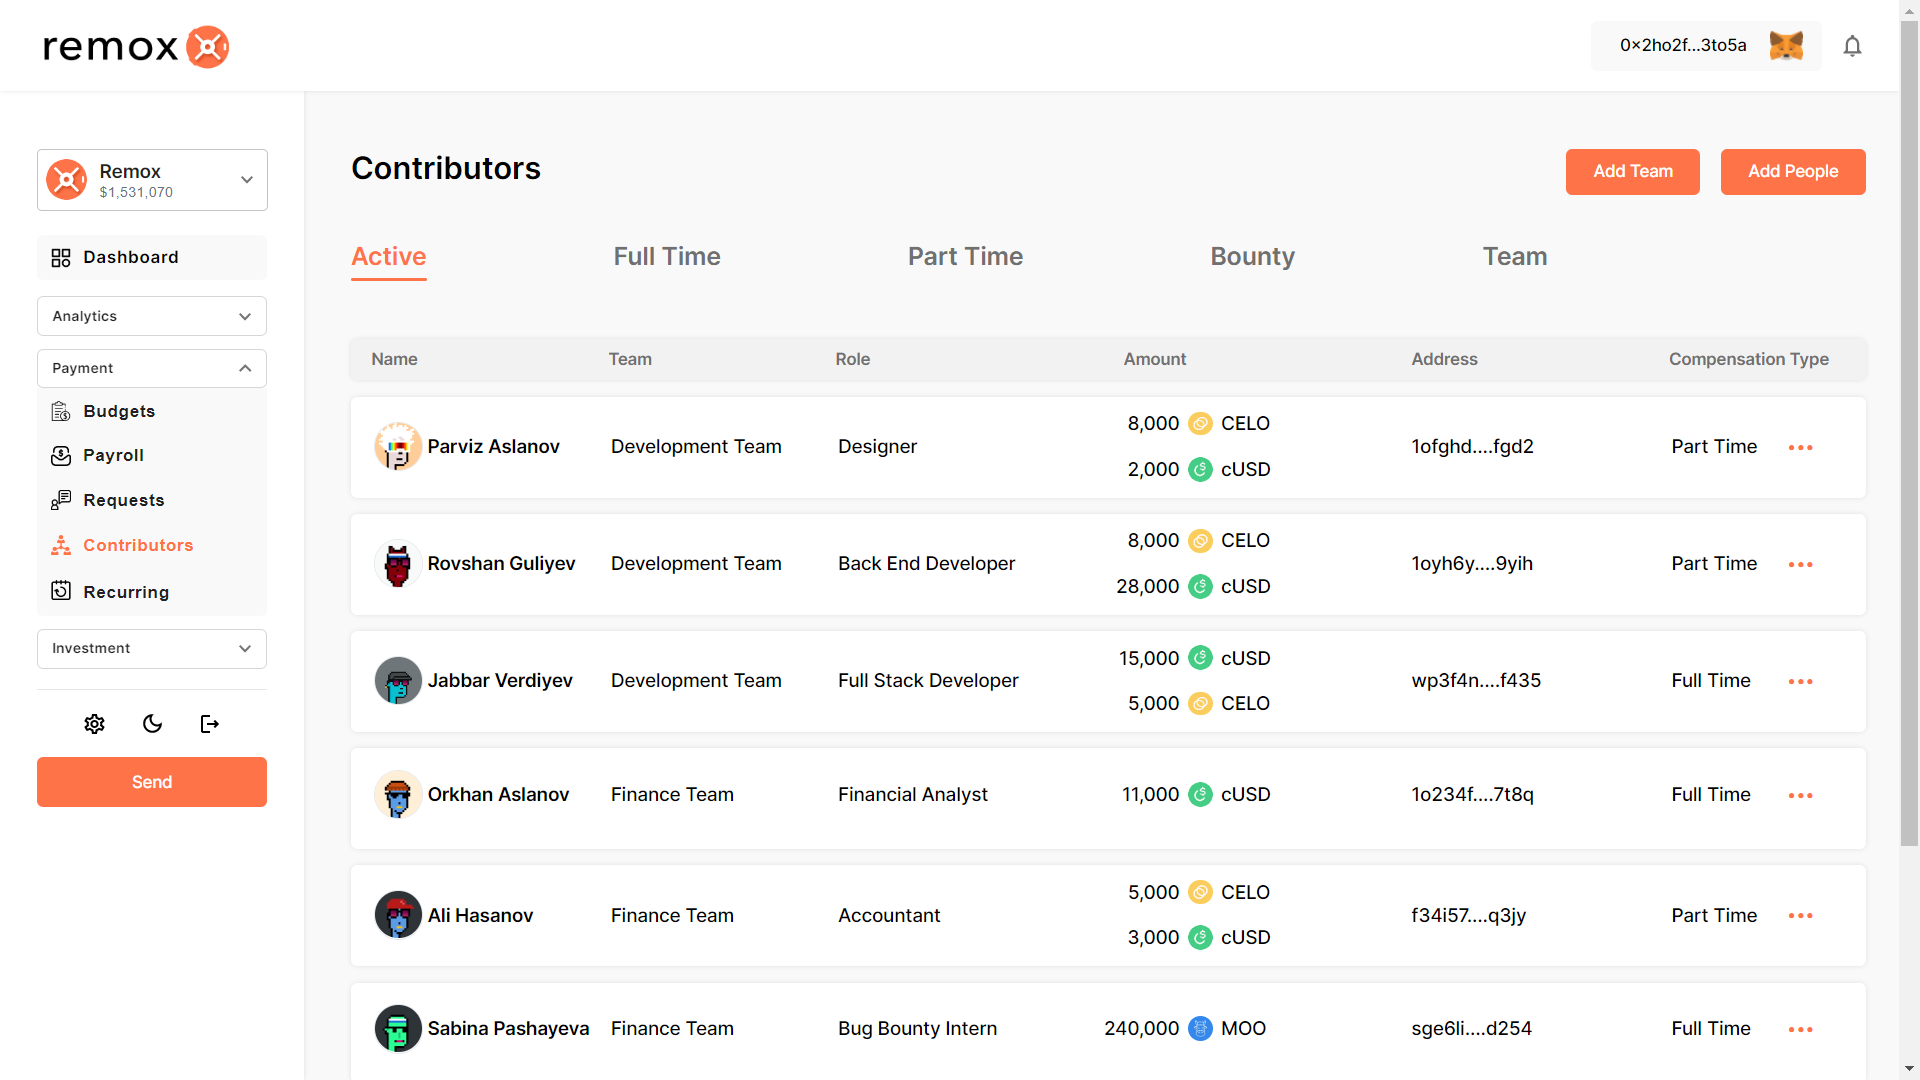 remox
0×2ho2f...3to5a
Remox
$1,531,070
Dashboard
Analytics
Payment
Budgets
Payroll
Requests
Contributors
Recurring
Investment
Send
Contributors
Add Team
Add People
Active
Full Time
Part Time
Bounty
Team
Name Team Role Amount Address Compensation Type
Parviz Aslanov Development Team Designer 8,000 CELO 1ofghd....fgd2 Part Time
2,000 cUSD
Rovshan Guliyev Development Team Back End Developer 8,000 CELO 1oyh6y....9yih Part Time
28,000 cUSD
Jabbar Verdiyev Development Team Full Stack Developer 15,000 cUSD wp3f4n....f435 Full Time
5,000 CELO
Orkhan Aslanov Finance Team Financial Analyst 11,000 cUSD 1o234f....7t8q Full Time
Ali Hasanov Finance Team Accountant 5,000 CELO f34i57....q3jy Part Time
3,000 cUSD
Sabina Pashayeva Finance Team Bug Bounty Intern 240,000 MOO sge6li....d254 Full Time